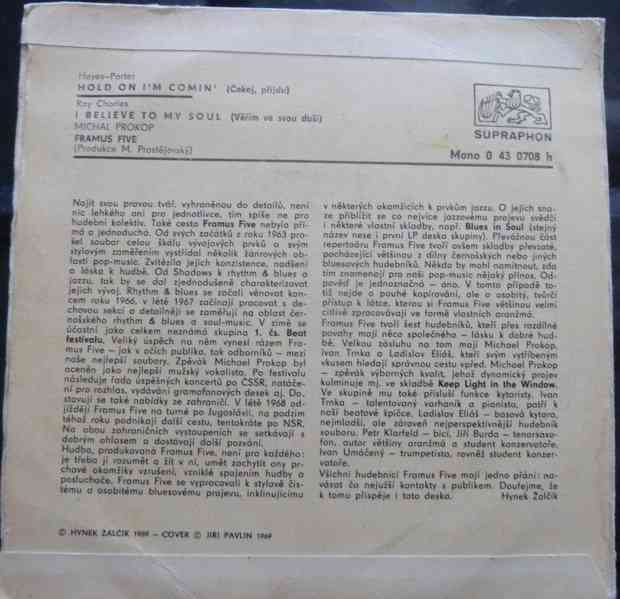 Hayes-Porter
HOLD ON I'M COMIN' (Čekej, přijdu)
Ray Charles
I BELIEVE TO MY SOUL (Věřím ve svou duši)
MICHAL PROKOP
FRAMUS FIVE
(Produkce M. Prostějovský)
SUPRAPHON
Mono 0 43 0708 h
Najít svou pravou tvář, vyhraněnou do detailů, není
nic lehkého ani pro jednotlivce, tím spíše ne pro
hudební kolektiv. Také cesta Framus Five nebyla pří-
má a jednoduchá. Od svých začátků z roku 1963 pro-
šel soubor celou škálu vývojových prvků a svým
stylovým zaměřením vystřídal několik žánrových ob-
lastí pop-music. Zvítězila jejich konzistence, nadšení
a láska k hudbě. Od Shadows k rhythm & blues a
jazzu, tak by se dal zjednodušeně charakterizovat
jejich vývoj. Rhythm & blues se začali věnovat kon-
cem roku 1966, v létě 1967 začínají pracovat s de-
chovou sekcí a detailněji se zaměřují na oblast čer-
nošského rhythm & blues a soul-music. V zimě se
účastní jako celkem neznámá skupina 1. čs. Beat
festivalu. Veliký úspěch na něm vynesl rázem Fra-
mus Five – jak v očích publika, tak odborníků – mezi
naše nejlepší soubory. Zpěvák Michael Prokop byl
oceněn jako nejlepší mužský vokalista. Po festivalu
následuje řada úspěšných koncertů po ČSSR, natáče-
ní pro rozhlas, vydávání gramofonových desek aj. Do-
stavují se také nabídky ze zahraničí. V létě 1968 od-
jíždějí Framus Five na turné po Jugoslávii, na podzim
téhož roku podnikají další cestu, tentokráte po NSR.
Na obou zahraničních vystoupeních se setkávají s
dobrým ohlasem a dostávají další pozvání.
Hudba, produkovaná Framus Five, není pro každého:
je třeba jí rozumět a žít v ní, umět zachytit ony pr-
chavé okamžiky vzrušení, vzniklé spojením hudby a
posluchače. Framus Five se vypracovali k stylově čis-
tému a osobitému bluesovému projevu, inklinujícímu
v některých okamžicích k prvkům jazzu. O jejich sna-
ze přiblížit se co nejvíce jazzovému projevu svědčí
i některé vlastní skladby, např. Blues in Soul (stejný
název nese i první LP deska skupiny). Převážnou část
repertoáru Framus Five tvoří ovšem skladby převzaté,
pocházející většinou z dílny černošských nebo jiných
bluesových hudebníků. Někdo by mohl namítnout, zda
tím znamenají pro naši pop-music nějaký přínos. Od-
pověď je jednoznačná – ano. V tomto případě to-
tiž nejde o pouhé kopírování, ale o osobitý, tvůrčí
přístup k látce, kterou si Framus Five většinou velmi
citlivě zpracovávají ve formě vlastních aranžmá.
Framus Five tvoří šest hudebníků, kteří přes rozdílné
povahy mají něco společného – lásku k dobré hud-
bě. Velkou zásluhu na tom mají Michael Prokop,
Ivan Trnka a Ladislav Eliáš, kteří svým vytříbeným
vkusem hledají správnou cestu vpřed. Michael Prokop
– zpěvák výborných kvalit, jehož dynamický projev
kulminuje mj. ve skladbě Keep Light in the Window.
Ve skupině mu také přísluší funkce kytaristy. Ivan
Trnka – talentovaný varhaník a pianista, patří k
naší beatové špičce. Ladislav Eliáš – basová kytara,
nejmladší, ale zároveň nejperspektivnější hudebník
souboru. Petr Klarfeld – bicí, Jiří Burda – tenorsaxo-
fon, autor většiny aranžmá a student konzervatoře.
Ivan Umáčený – trumpetista, rovněž student konzer-
vatoře.
Všichni hudebníci Framus Five mají jedno přání: na-
vázat co nejužší kontakty s publikem. Doufejme, že
k tomu přispěje i tato deska. Hynek Žalčík
© HYNEK ŽALČÍK 1969 – COVER © JIŘÍ PAVLÍN 1969